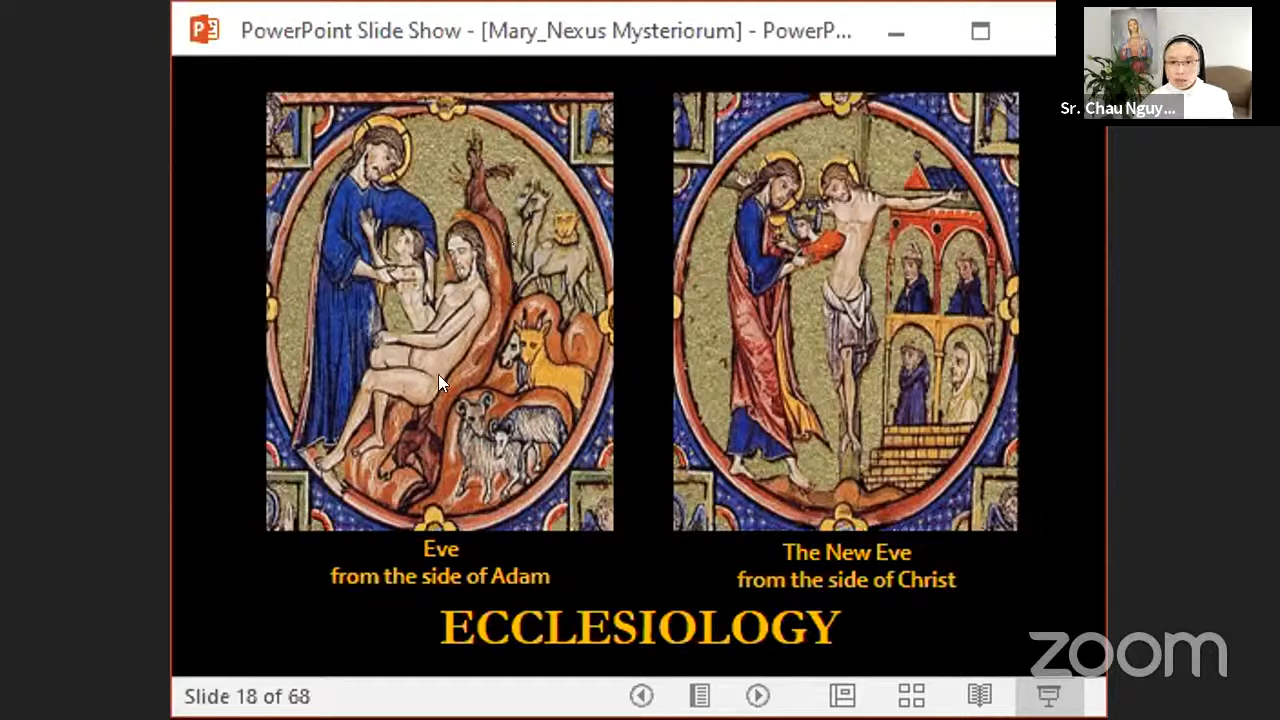 PowerPoint Slide Show - [Mary_Nexus Mysteriorum] - PowerP...
Sr. Chau Nguy...
Eve
from the side of Adam
The New Eve
from the side of Christ
ECCLESIOLOGY
zoom
Slide 18 of 68